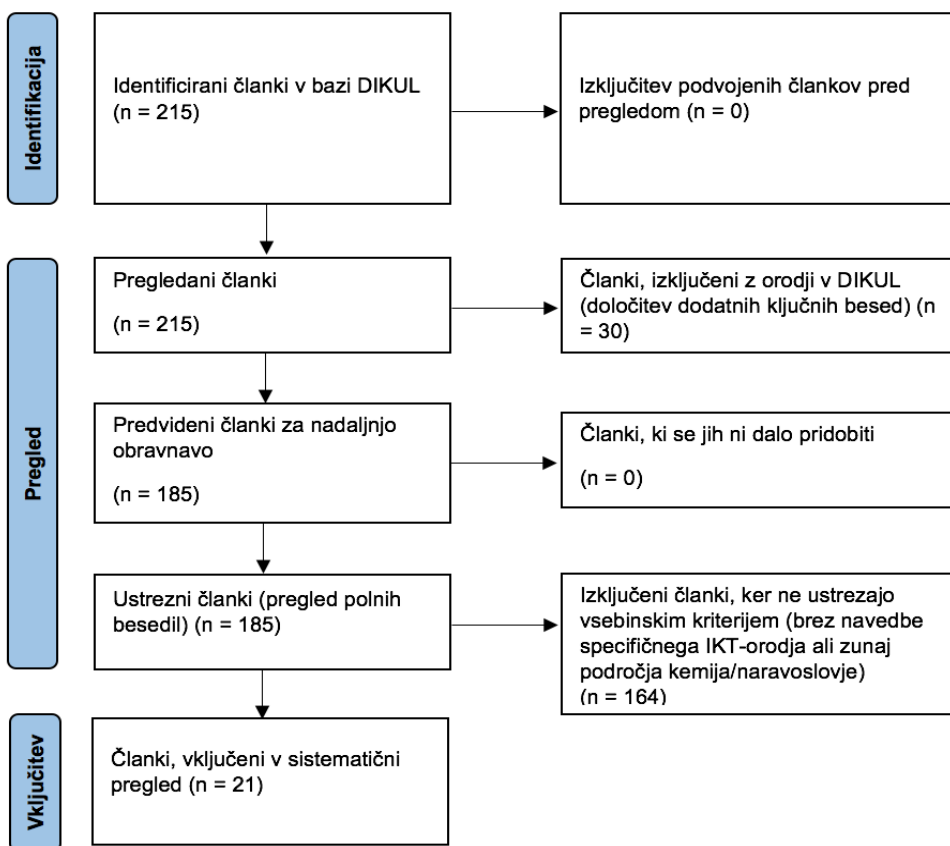 Identifikacija
Identificirani članki v bazi DIKUL
(n = 215)
Izključitev podvojenih člankov pred
pregledom (n = 0)
Pregled
Pregledani članki
(n = 215)
Članki, izključeni z orodji v DIKUL
(določitev dodatnih ključnih besed) (n
= 30)
Predvideni članki za nadaljnjo
obravnavo
(n = 185)
Članki, ki se jih ni dalo pridobiti
(n = 0)
Ustrezni članki (pregled polnih
besedil) (n = 185)
Izključeni članki, ker ne ustrezajo
vsebinskim kriterijem (brez navedbe
specifičnega IKT-orodja ali zunaj
področja kemija/naravoslovje)
(n = 164)
Vključitev
Članki, vključeni v sistematični
pregled (n = 21)